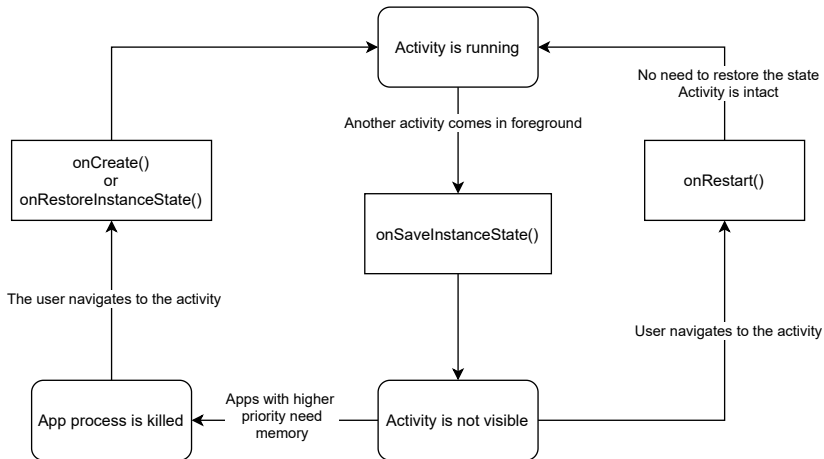 Activity is running
No need to restore the state
Activity is intact
Another activity comes in foreground
onCreate()
or
onRestoreInstanceState()
onRestart()
onSaveInstanceState()
The user navigates to the activity
User navigates to the activity
App process is killed
Apps with higher
priority need
memory
Activity is not visible